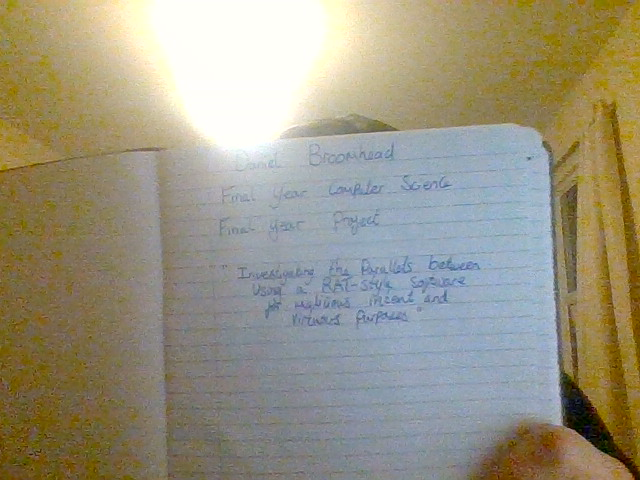 Daniel Broomhead
Final Year Computer Science
Final Year Project
"Investigating the Parallels between
Using a RAT-Style Software
for malicious intent and
Virtuous Purposes"